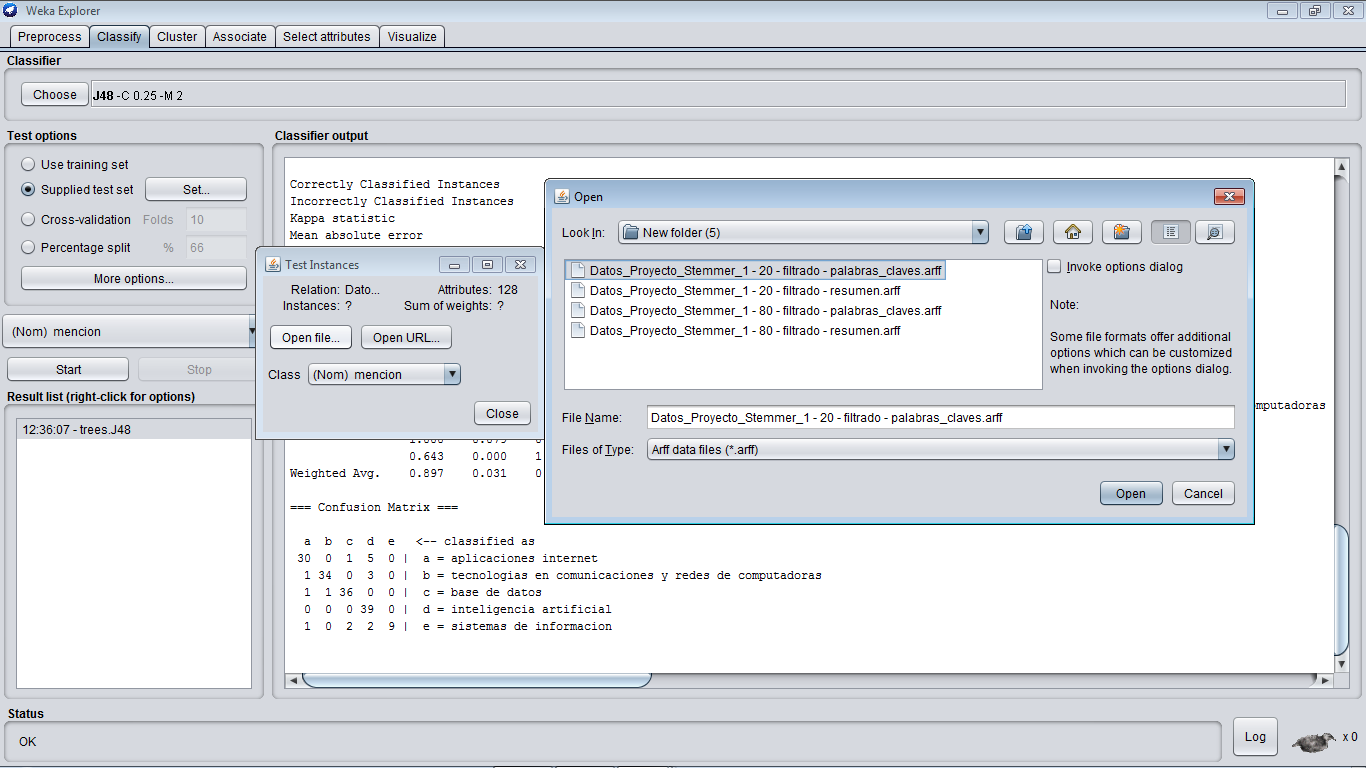 Weka Explorer
Preprocess Classify Cluster Associate Select attributes Visualize
Classifier
Choose J48 -C 0.25 -M 2
Test options
Use training set
Supplied test set Set...
Cross-validation Folds 10
Percentage split % 66
More options...
(Nom) mencion
Start Stop
Result list (right-click for options)
12:36:07 - trees.J48
Classifier output
Correctly Classified Instances
Incorrectly Classified Instances
Kappa statistic
Mean absolute error
mputadoras
0.643 0.000 1
Weighted Avg. 0.897 0.031 0
=== Confusion Matrix ===
a b c d e <-- classified as
30 0 1 5 0 | a = aplicaciones internet
1 34 0 3 0 | b = tecnologias en comunicaciones y redes de computadoras
1 1 36 0 0 | c = base de datos
0 0 0 39 0 | d = inteligencia artificial
1 0 2 2 9 | e = sistemas de informacion
Test Instances
Relation: Dato... Attributes: 128
Instances: ? Sum of weights: ?
Open file... Open URL...
Class (Nom) mencion
Close
Open
Look In: New folder (5)
Datos_Proyecto_Stemmer_1 - 20 - filtrado - palabras_claves.arff
Datos_Proyecto_Stemmer_1 - 20 - filtrado - resumen.arff
Datos_Proyecto_Stemmer_1 - 80 - filtrado - palabras_claves.arff
Datos_Proyecto_Stemmer_1 - 80 - filtrado - resumen.arff
Invoke options dialog
Note:
Some file formats offer additional
options which can be customized
when invoking the options dialog.
File Name: Datos_Proyecto_Stemmer_1 - 20 - filtrado - palabras_claves.arff
Files of Type: Arff data files (*.arff)
Open Cancel
Status
OK
Log x 0